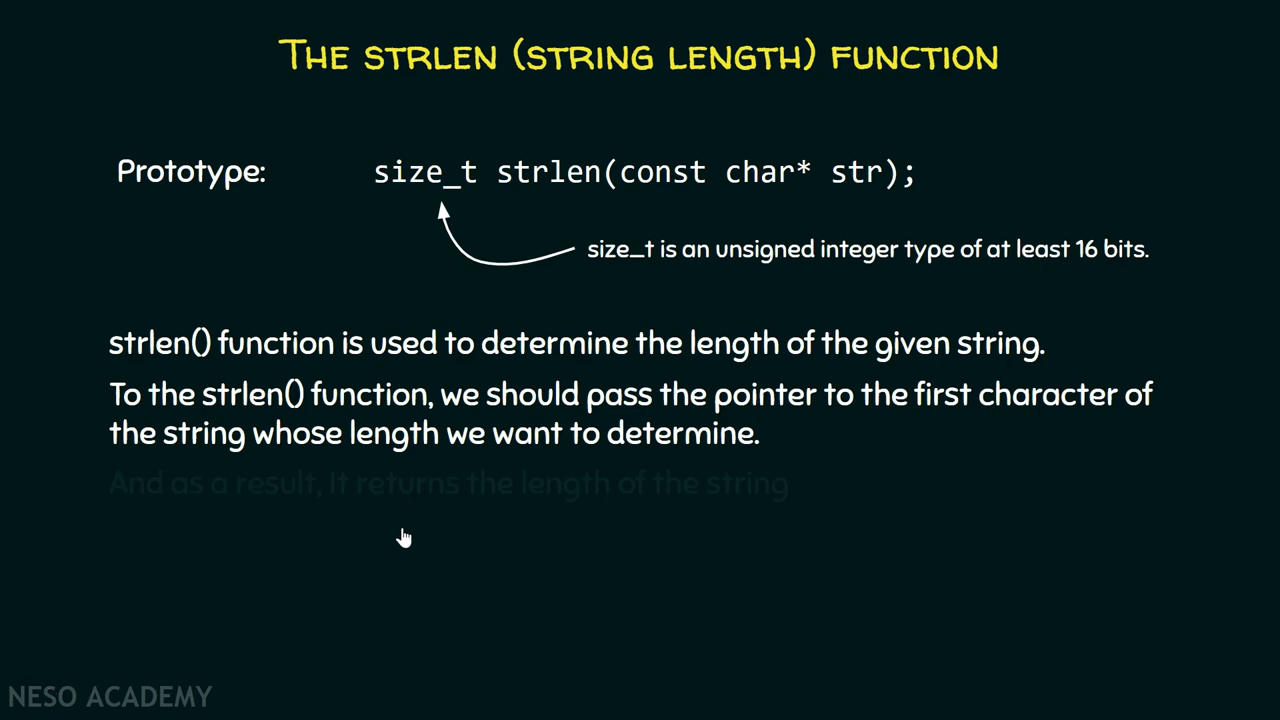 THE STRLEN (STRING LENGTH) FUNCTION
Prototype: size_t strlen(const char* str);
size_t is an unsigned integer type of at least 16 bits.
strlen() function is used to determine the length of the given string.
To the strlen() function, we should pass the pointer to the first character of
the string whose length we want to determine.
And as a result, It returns the length of the string
NESO ACADEMY